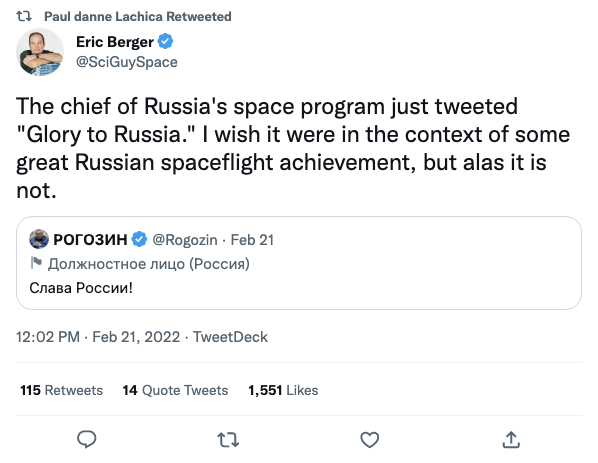 Paul danne Lachica Retweeted
Eric Berger
@SciGuySpace
The chief of Russia's space program just tweeted
"Glory to Russia." I wish it were in the context of some
great Russian spaceflight achievement, but alas it is
not.
РОГОЗИН @Rogozin · Feb 21
Должностное лицо (Россия)
Слава России!
12:02 PM · Feb 21, 2022 · TweetDeck
115 Retweets 14 Quote Tweets 1,551 Likes